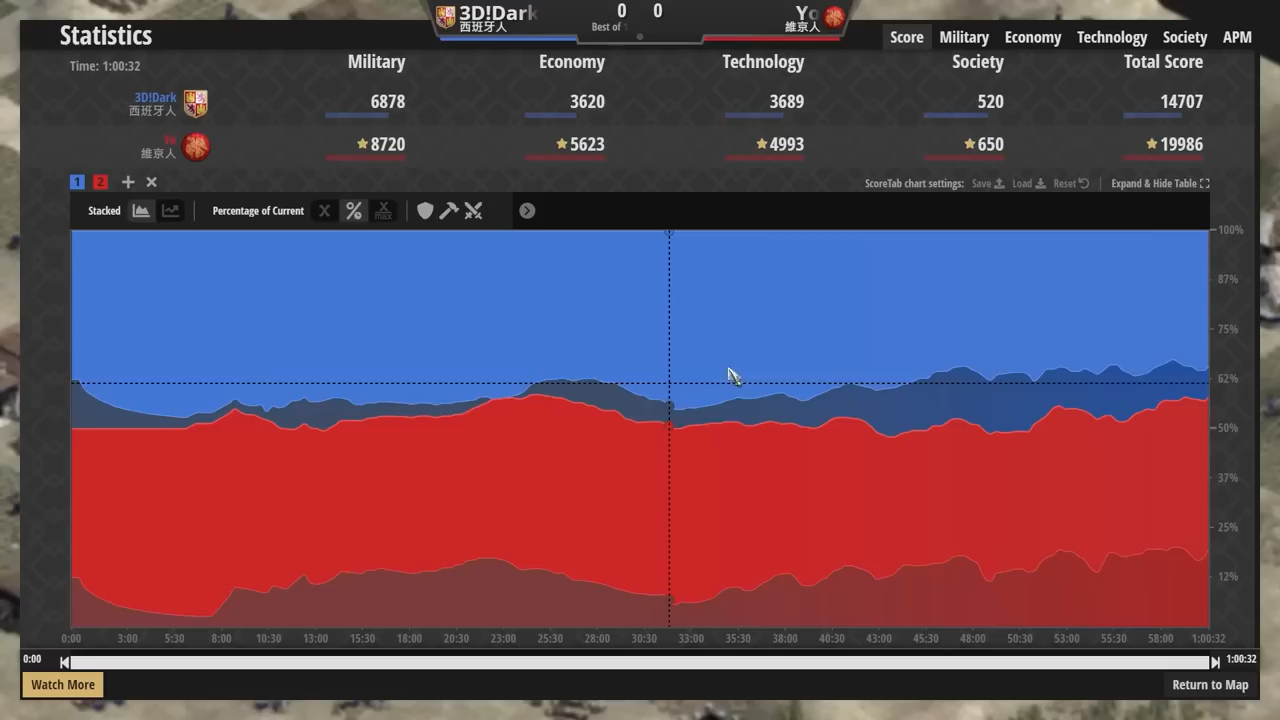 3D!Dark
西班牙人
0 0
Best of
Yo
維京人
Statistics
Score Military Economy Technology Society APM
Time: 1:00:32
Military Economy Technology Society Total Score
3D!Dark
西班牙人
6878 3620 3689 520 14707
Yo
維京人
8720 5623 4993 650 19986
1 2
ScoreTab chart settings: Save Load Reset Expand & Hide Table
Stacked Percentage of Current X % X max
100%
87%
75%
62%
50%
37%
25%
12%
0:00 3:00 5:30 8:00 10:30 13:00 15:30 18:00 20:30 23:00 25:30 28:00 30:30 33:00 35:30 38:00 40:30 43:00 45:30 48:00 50:30 53:00 55:30 58:00 1:00:32
0:00 1:00:32
Watch More Return to Map